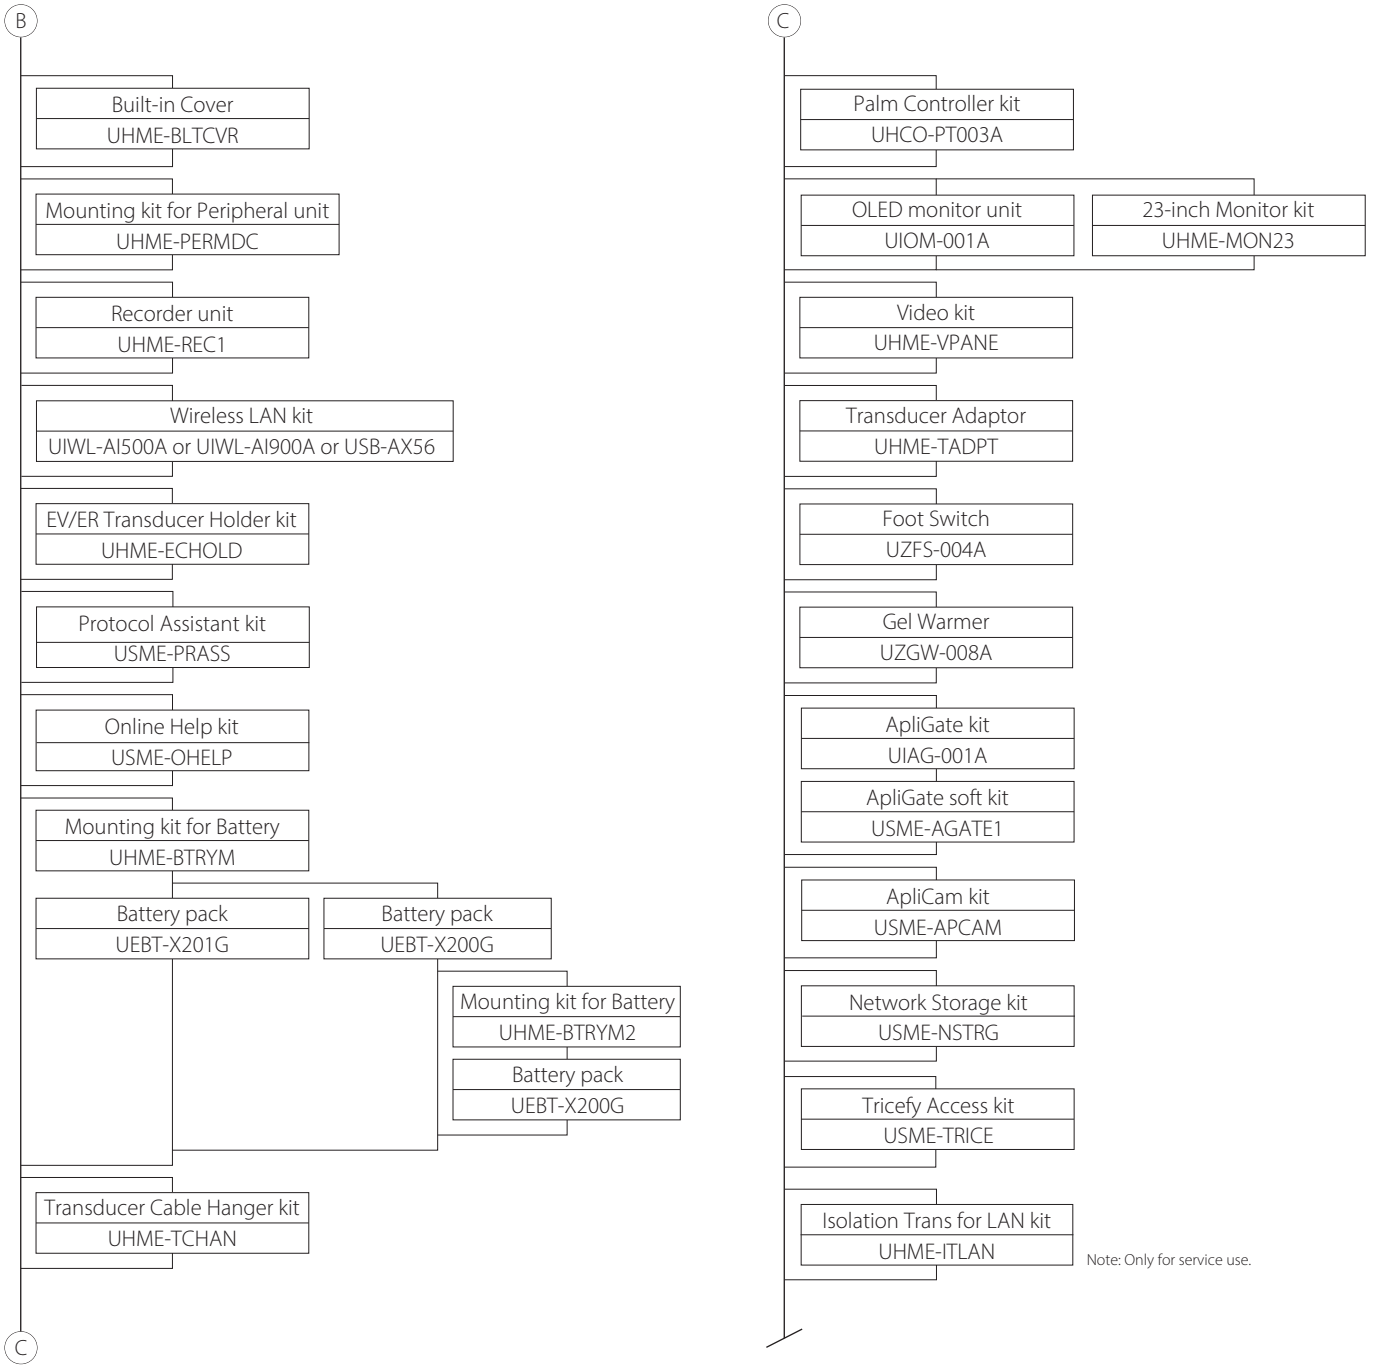 B
Built-in Cover
UHME-BLTCVR
Mounting kit for Peripheral unit
UHME-PERMDC
Recorder unit
UHME-REC1
Wireless LAN kit
UIWL-AI500A or UIWL-AI900A or USB-AX56
EV/ER Transducer Holder kit
UHME-ECHOLD
Protocol Assistant kit
USME-PRASS
Online Help kit
USME-OHELP
Mounting kit for Battery
UHME-BTRYM
Battery pack
UEBT-X201G
Battery pack
UEBT-X200G
Mounting kit for Battery
UHME-BTRYM2
Battery pack
UEBT-X200G
Transducer Cable Hanger kit
UHME-TCHAN
C
C
Palm Controller kit
UHCO-PT003A
OLED monitor unit
UIOM-001A
23-inch Monitor kit
UHME-MON23
Video kit
UHME-VPANE
Transducer Adaptor
UHME-TADPT
Foot Switch
UZFS-004A
Gel Warmer
UZGW-008A
ApliGate kit
UIAG-001A
ApliGate soft kit
USME-AGATE1
ApliCam kit
USME-APCAM
Network Storage kit
USME-NSTRG
Tricefy Access kit
USME-TRICE
Isolation Trans for LAN kit
UHME-ITLAN
Note: Only for service use.